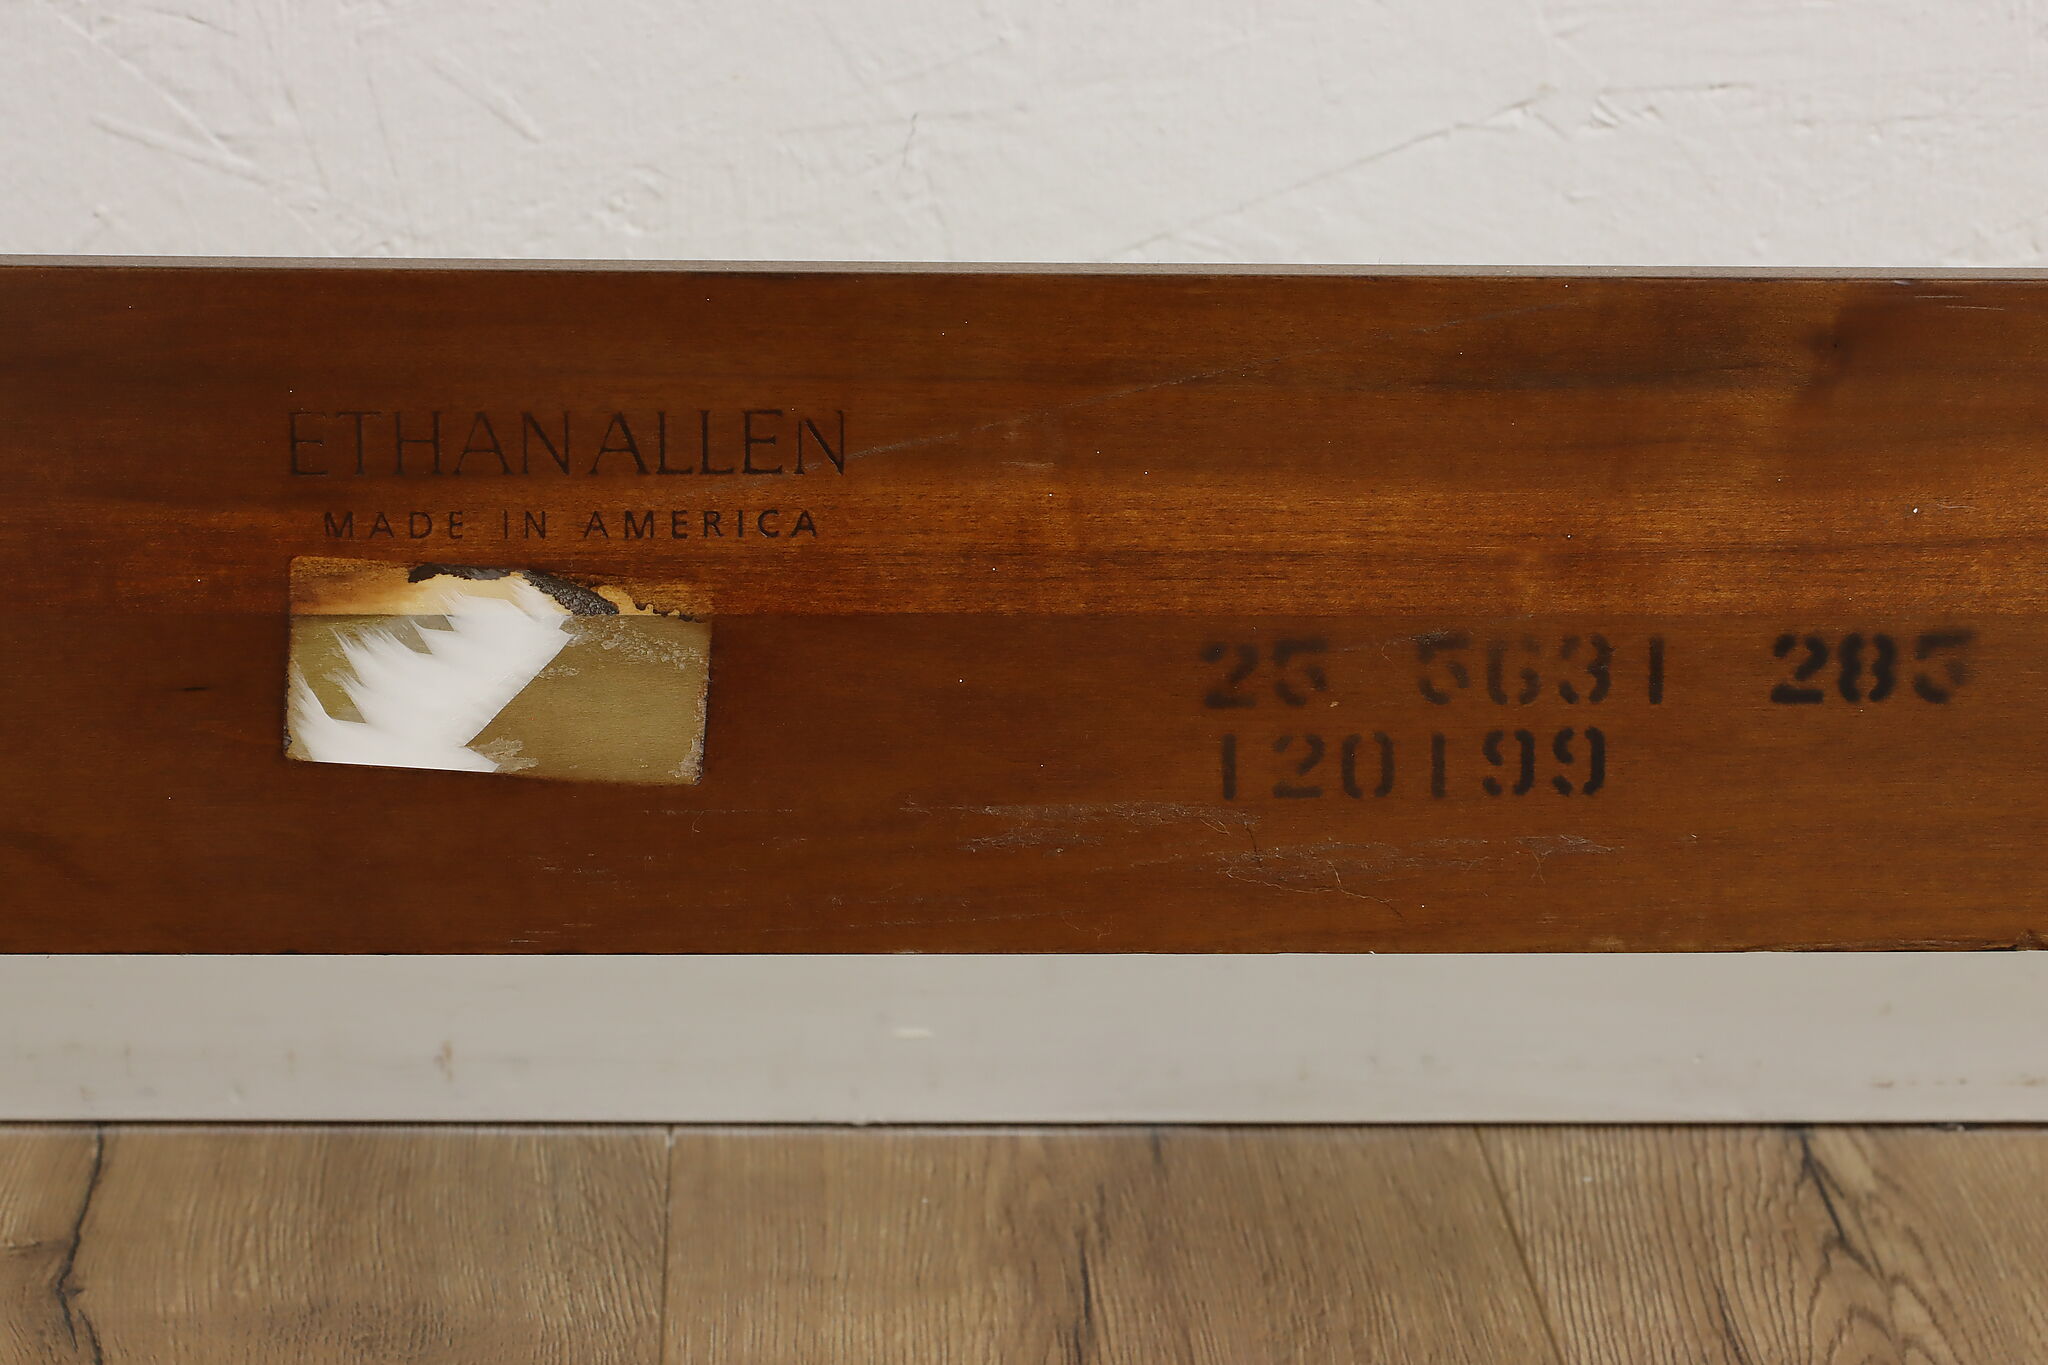 ETHAN ALLEN
MADE IN AMERICA
25 5631 285
120199